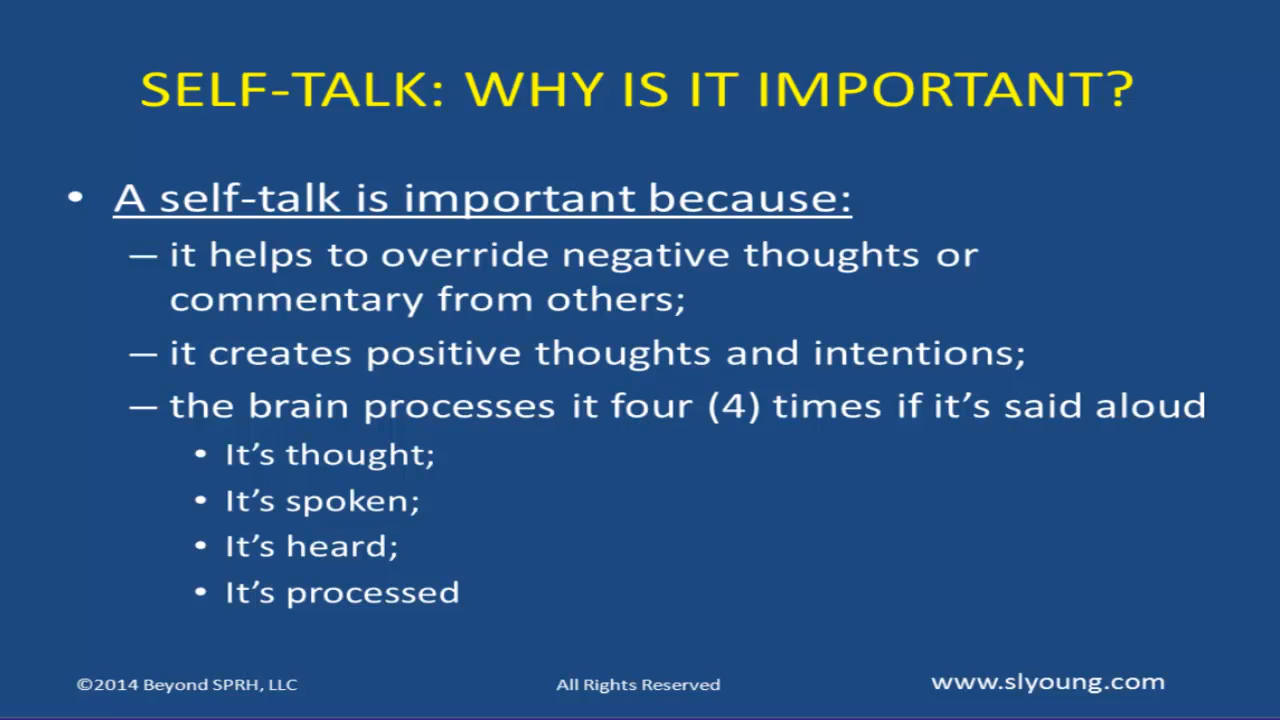 SELF-TALK: WHY IS IT IMPORTANT?
• A self-talk is important because:
– it helps to override negative thoughts or
commentary from others;
– it creates positive thoughts and intentions;
– the brain processes it four (4) times if it’s said aloud
• It’s thought;
• It’s spoken;
• It’s heard;
• It’s processed
©2014 Beyond SPRH, LLC All Rights Reserved www.slyoung.com